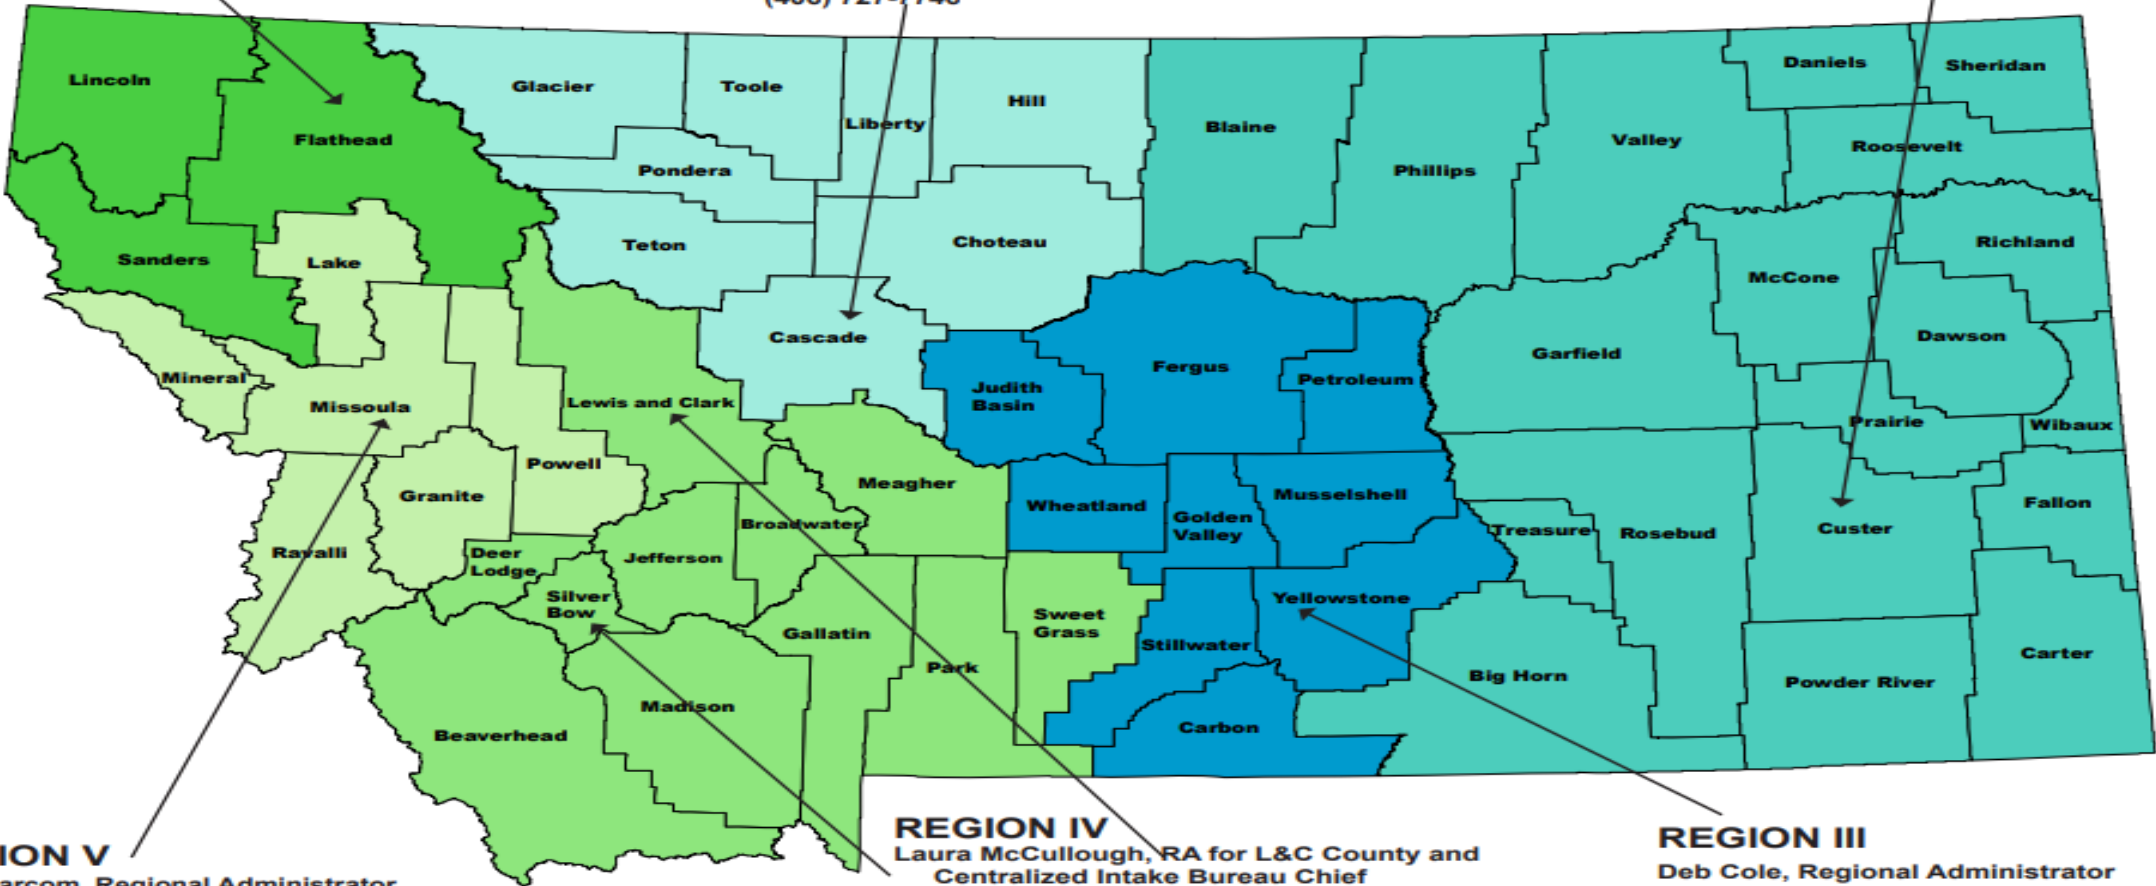 Lincoln
Flathead
Sanders
Lake
Glacier
Toole
Liberty
Hill
Pondera
Teton
Choteau
Cascade
Blaine
Phillips
Valley
Daniels
Sheridan
Roosevelt
Richland
McCone
Dawson
Garfield
Prairie
Wibaux
Mineral
Missoula
Lewis and Clark
Powell
Granite
Ravalli
Deer
Lodge
Silver
Bow
Jefferson
Broadwater
Meagher
Judith
Basin
Fergus
Petroleum
Wheatland
Golden
Valley
Musselshell
Treasure
Rosebud
Custer
Fallon
Yellowstone
Stillwater
Sweet
Grass
Gallatin
Park
Madison
Beaverhead
Carbon
Big Horn
Powder River
Carter
ION V
arcom, Regional Administrator
REGION IV
Laura McCullough, RA for L&C County and
Centralized Intake Bureau Chief
REGION III
Deb Cole, Regional Administrator